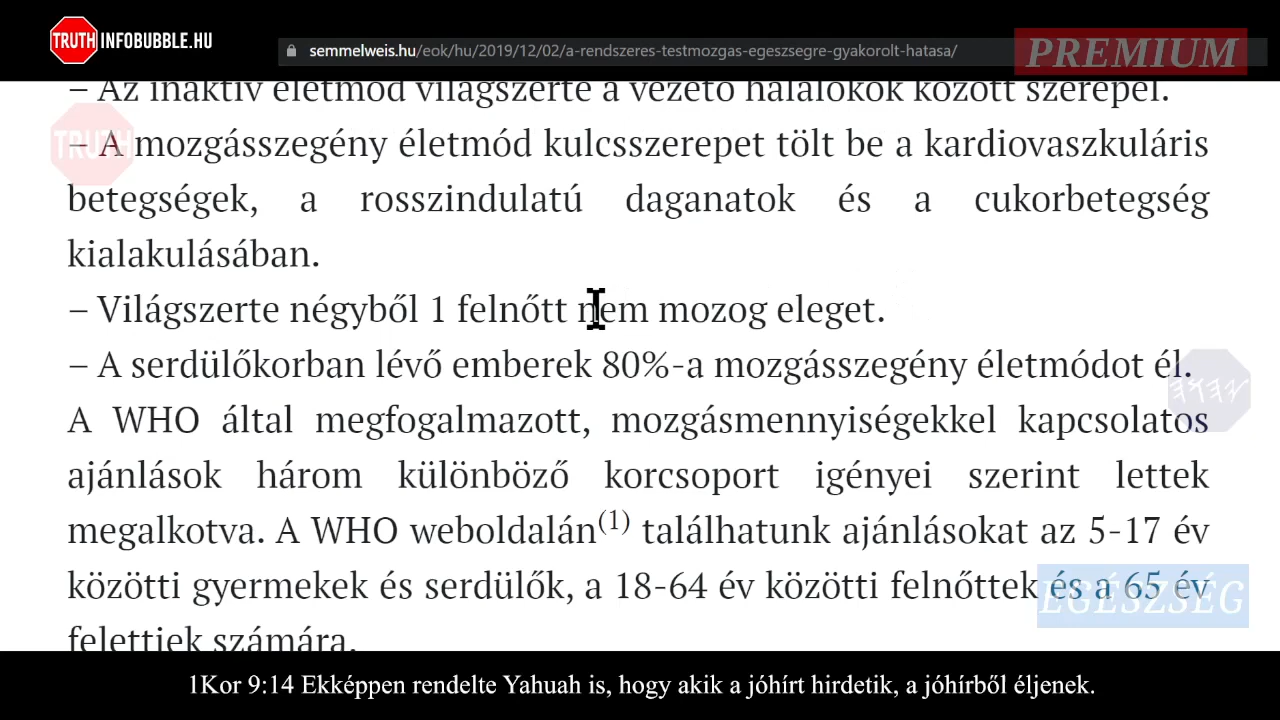 TRUTH INFOBUBBLE.HU
semmelweis.hu/eok/hu/2019/12/02/a-rendszeres-testmozgas-egeszsegre-gyakorolt-hatasa/
PREMIUM
– Az inaktív életmód világszerte a vezető halálokok között szerepel.
TRUTH
– A mozgásszegény életmód kulcsszerepet tölt be a kardiovaszkuláris
betegségek, a rosszindulatú daganatok és a cukorbetegség
kialakulásában.
– Világszerte négyből 1 felnőtt nem mozog eleget.
– A serdülőkorban lévő emberek 80%-a mozgásszegény életmódot él.
A WHO által megfogalmazott, mozgásmennyiségekkel kapcsolatos
ajánlások három különböző korcsoport igényei szerint lettek
megalkotva. A WHO weboldalán(1) találhatunk ajánlásokat az 5-17 év
közötti gyermekek és serdülők, a 18-64 év közötti felnőttek és a 65 év
EGÉSZSÉG
felettiek számára.
1Kor 9:14 Ekképpen rendelte Yahuah is, hogy akik a jóhírt hirdetik, a jóhírből éljenek.